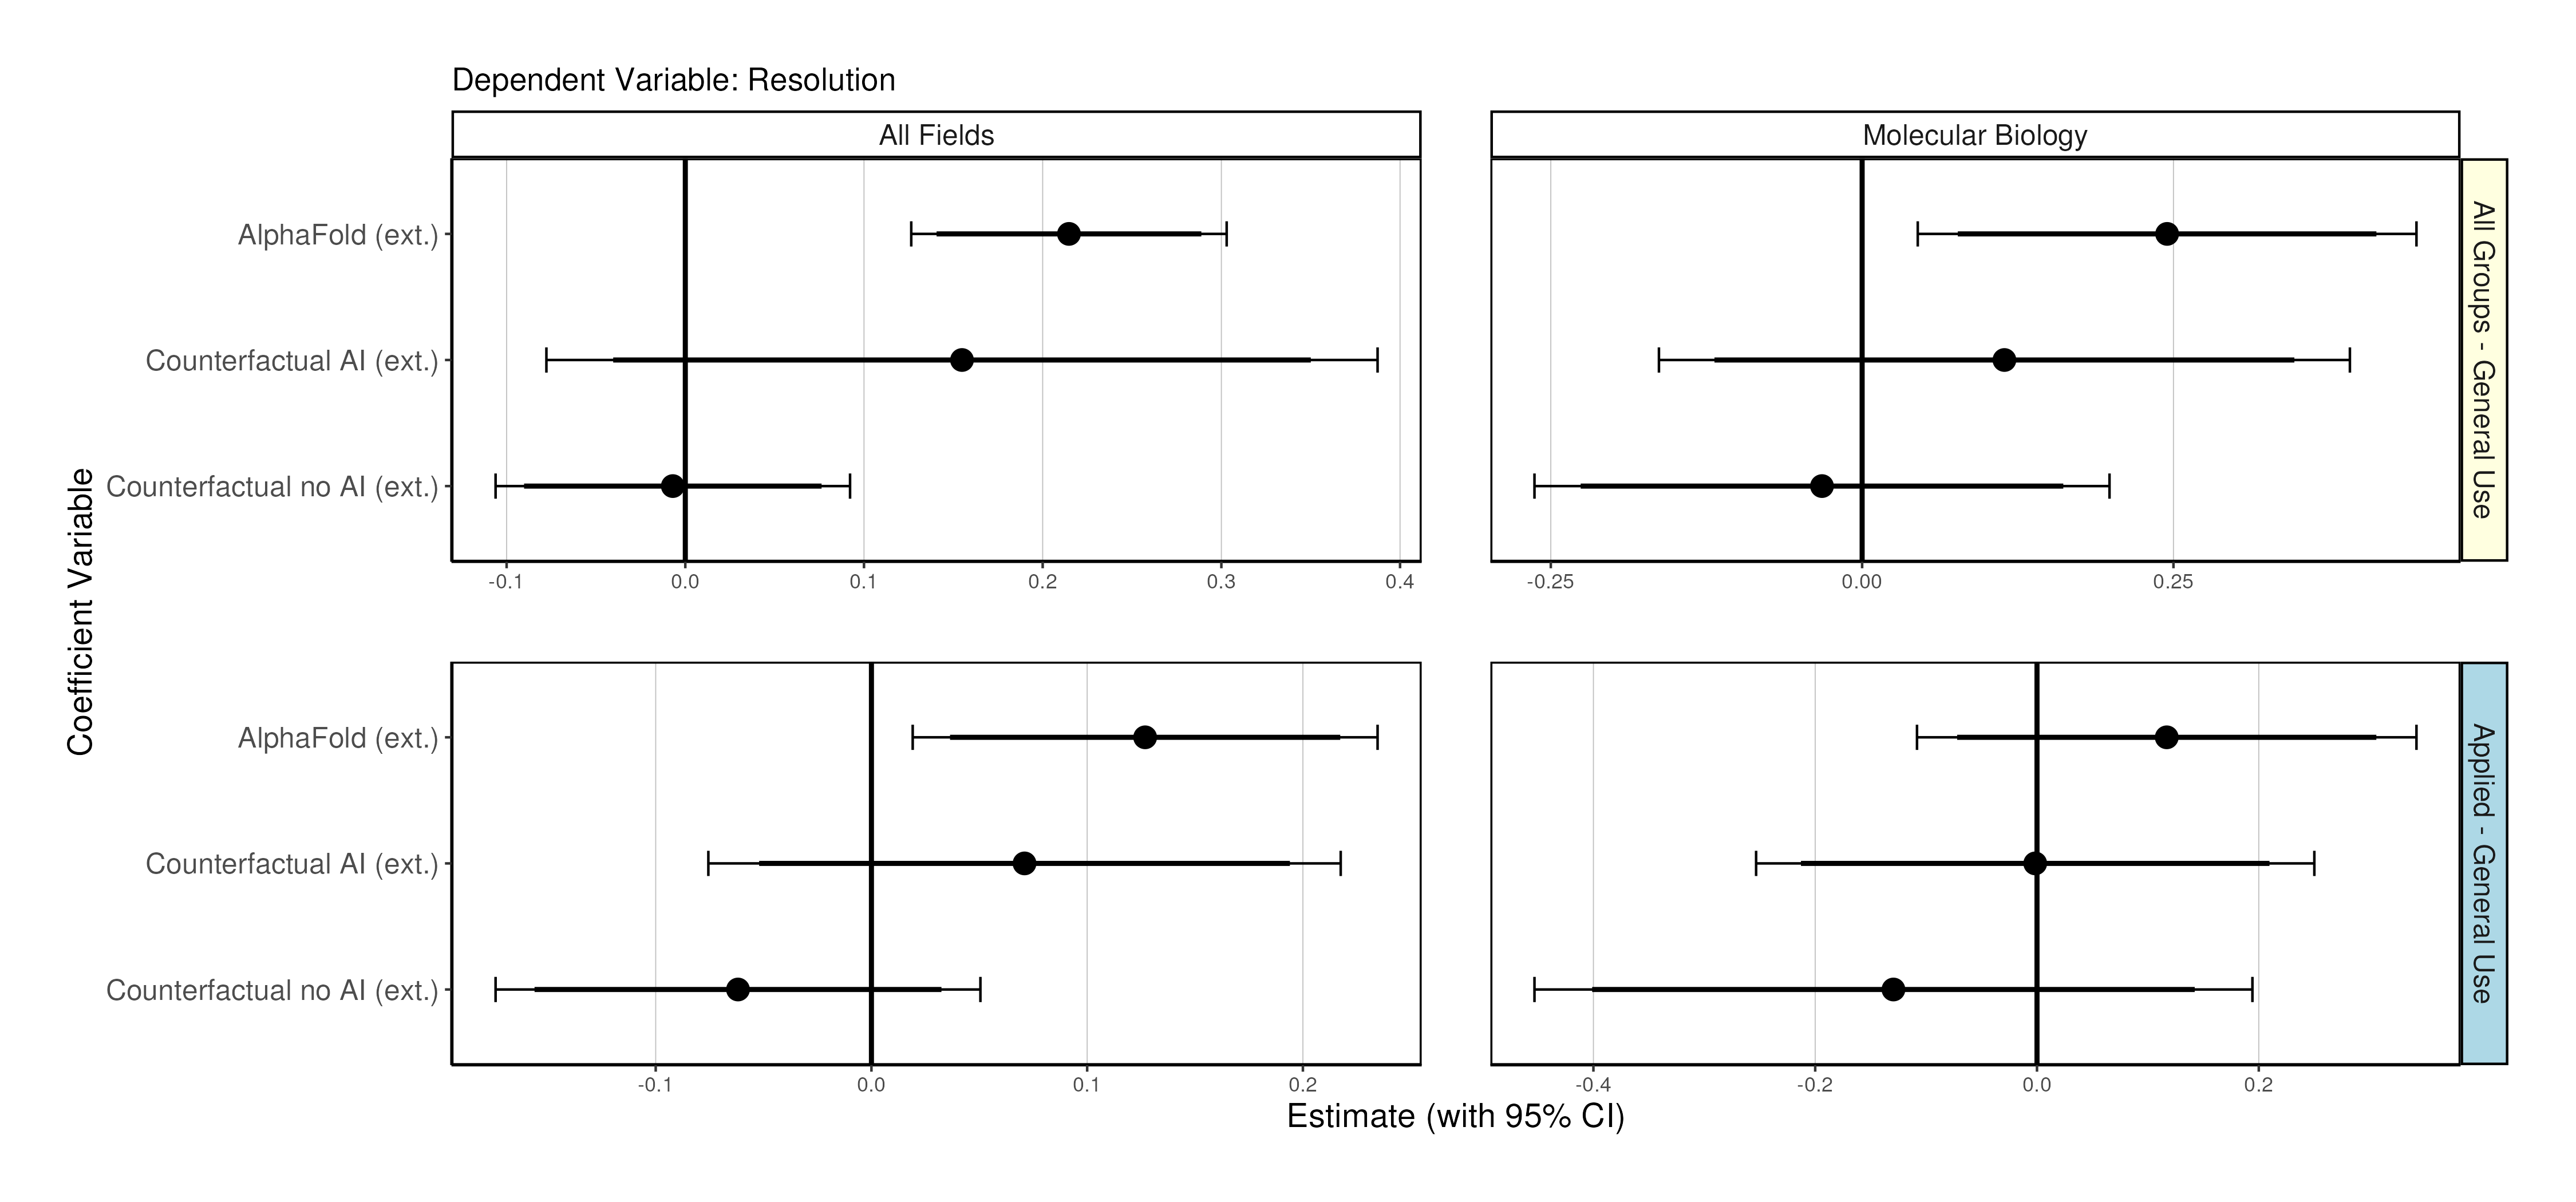 Dependent Variable: Resolution
All Fields
Molecular Biology
AlphaFold (ext.)
Counterfactual AI (ext.)
Counterfactual no AI (ext.)
All Groups - General Use
-0.1 0.0 0.1 0.2 0.3 0.4
-0.25 0.00 0.25
Coefficient Variable
AlphaFold (ext.)
Counterfactual AI (ext.)
Counterfactual no AI (ext.)
Applied - General Use
-0.1 0.0 0.1 0.2
-0.4 -0.2 0.0 0.2
Estimate (with 95% CI)